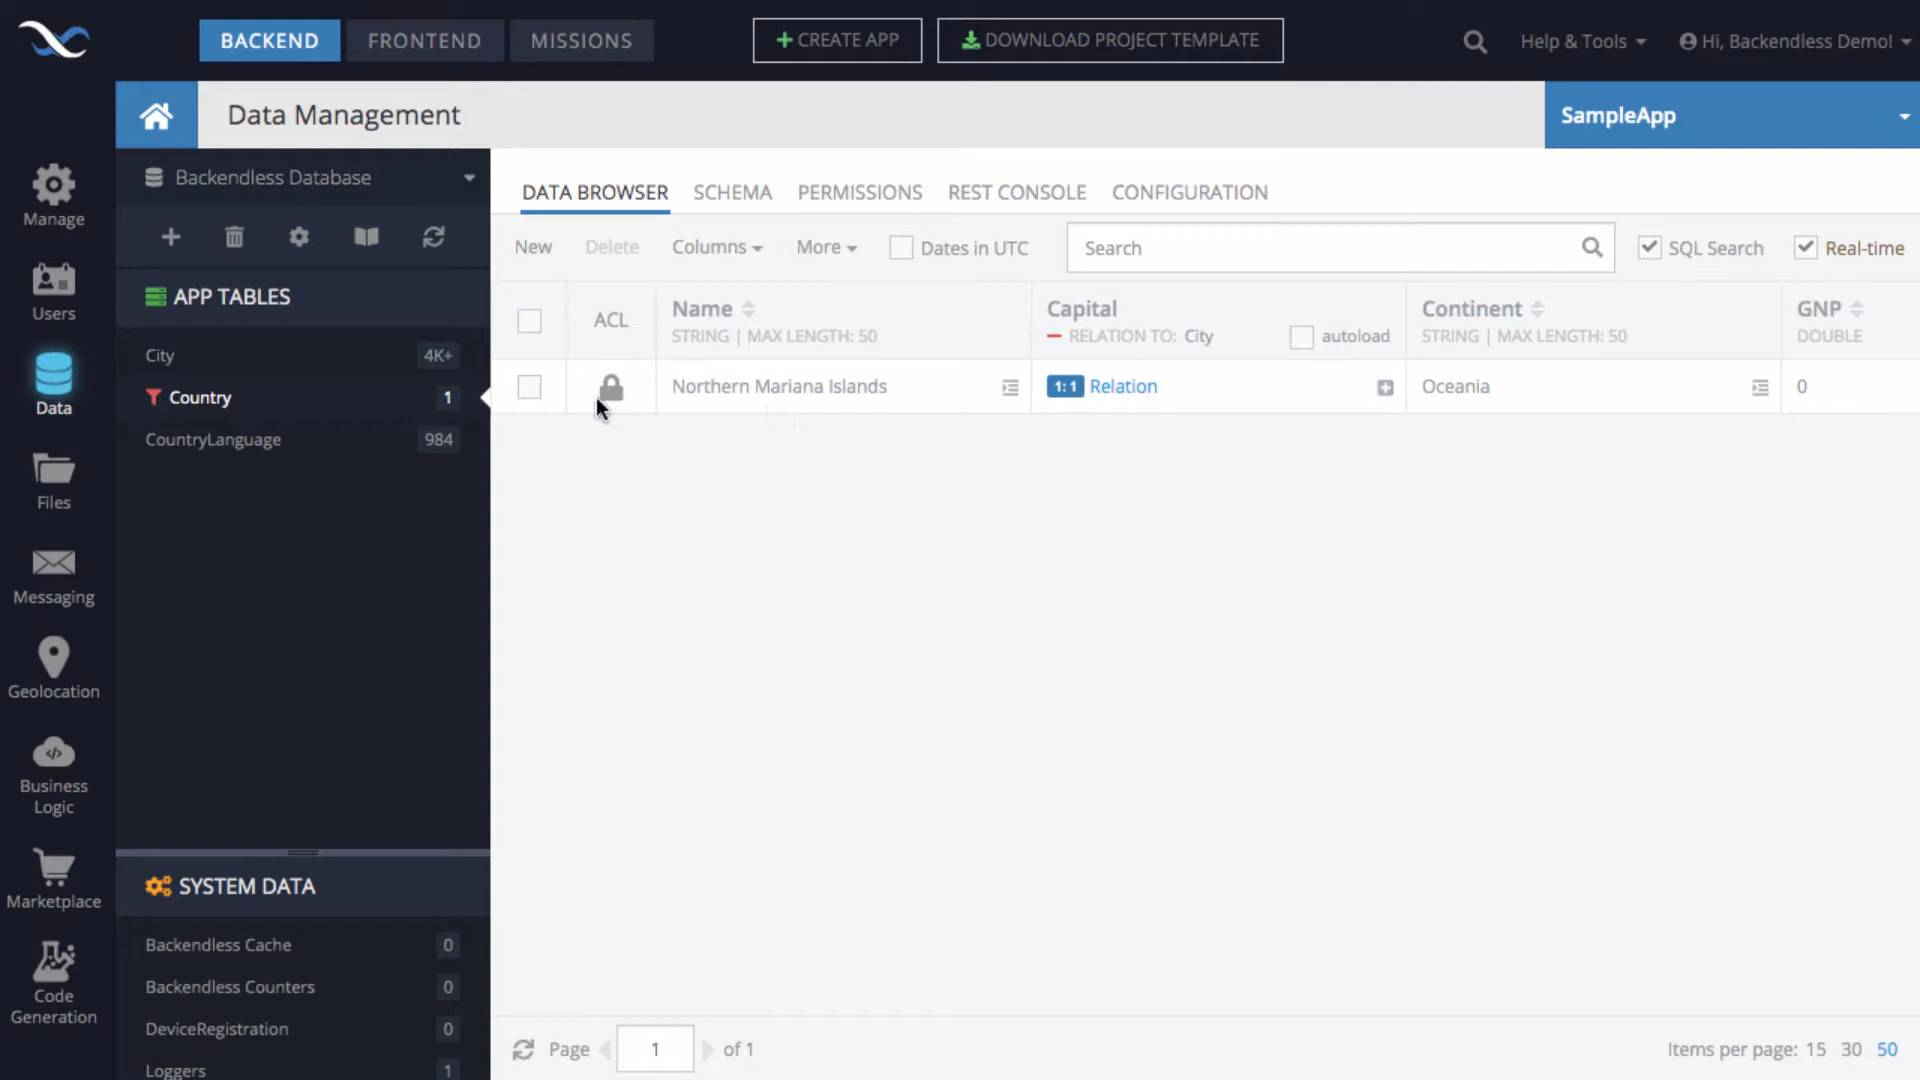 BACKEND FRONTEND MISSIONS CREATE APP DOWNLOAD PROJECT TEMPLATE Help & Tools Hi, Backendless Demo!
Data Management SampleApp
Manage
Users
Data
Files
Messaging
Geolocation
Business
Logic
Marketplace
Code
Generation
Backendless Database
APP TABLES
City 4K+
Country 1
CountryLanguage 984
SYSTEM DATA
Backendless Cache 0
Backendless Counters 0
DeviceRegistration 0
Loggers 1
DATA BROWSER SCHEMA PERMISSIONS REST CONSOLE CONFIGURATION
New Delete Columns More Dates in UTC Search SQL Search Real-time
ACL Name Capital Continent GNP
STRING | MAX LENGTH: 50 RELATION TO: City autoload STRING | MAX LENGTH: 50 DOUBLE
Northern Mariana Islands 1:1 Relation Oceania 0
Page 1 of 1 Items per page: 15 30 50